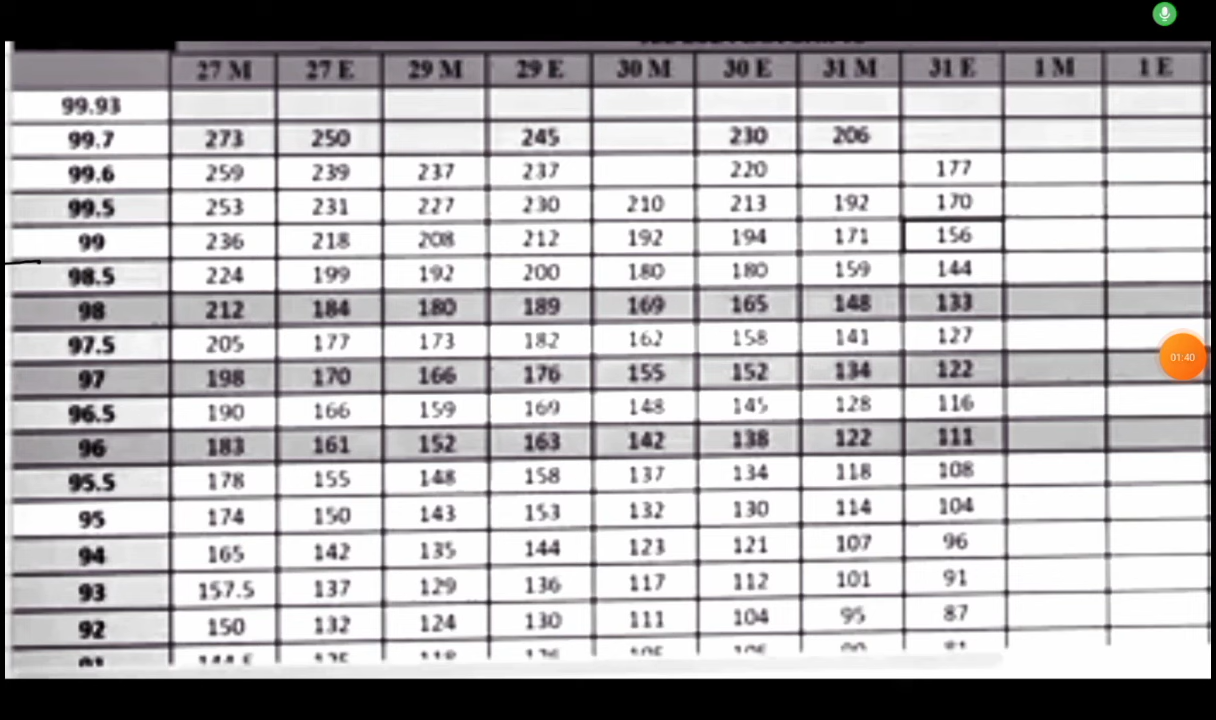 27 M 27 E 29 M 29 E 30 M 30 E 31 M 31 E 1 M 1 E
99.93
99.7 273 250 245 230 206
99.6 259 239 237 237 220 177
99.5 253 231 227 230 210 213 192 170
99 236 218 208 212 192 194 171 156
98.5 224 199 192 200 180 180 159 144
98 212 184 180 189 169 165 148 133
97.5 205 177 173 182 162 158 141 127
97 198 170 166 176 155 152 134 122
96.5 190 166 159 169 148 145 128 116
96 183 161 152 163 142 138 122 111
95.5 178 155 148 158 137 134 118 108
95 174 150 143 153 132 130 114 104
94 165 142 135 144 123 121 107 96
93 157.5 137 129 136 117 112 101 91
92 150 132 124 130 111 104 95 87
01:40